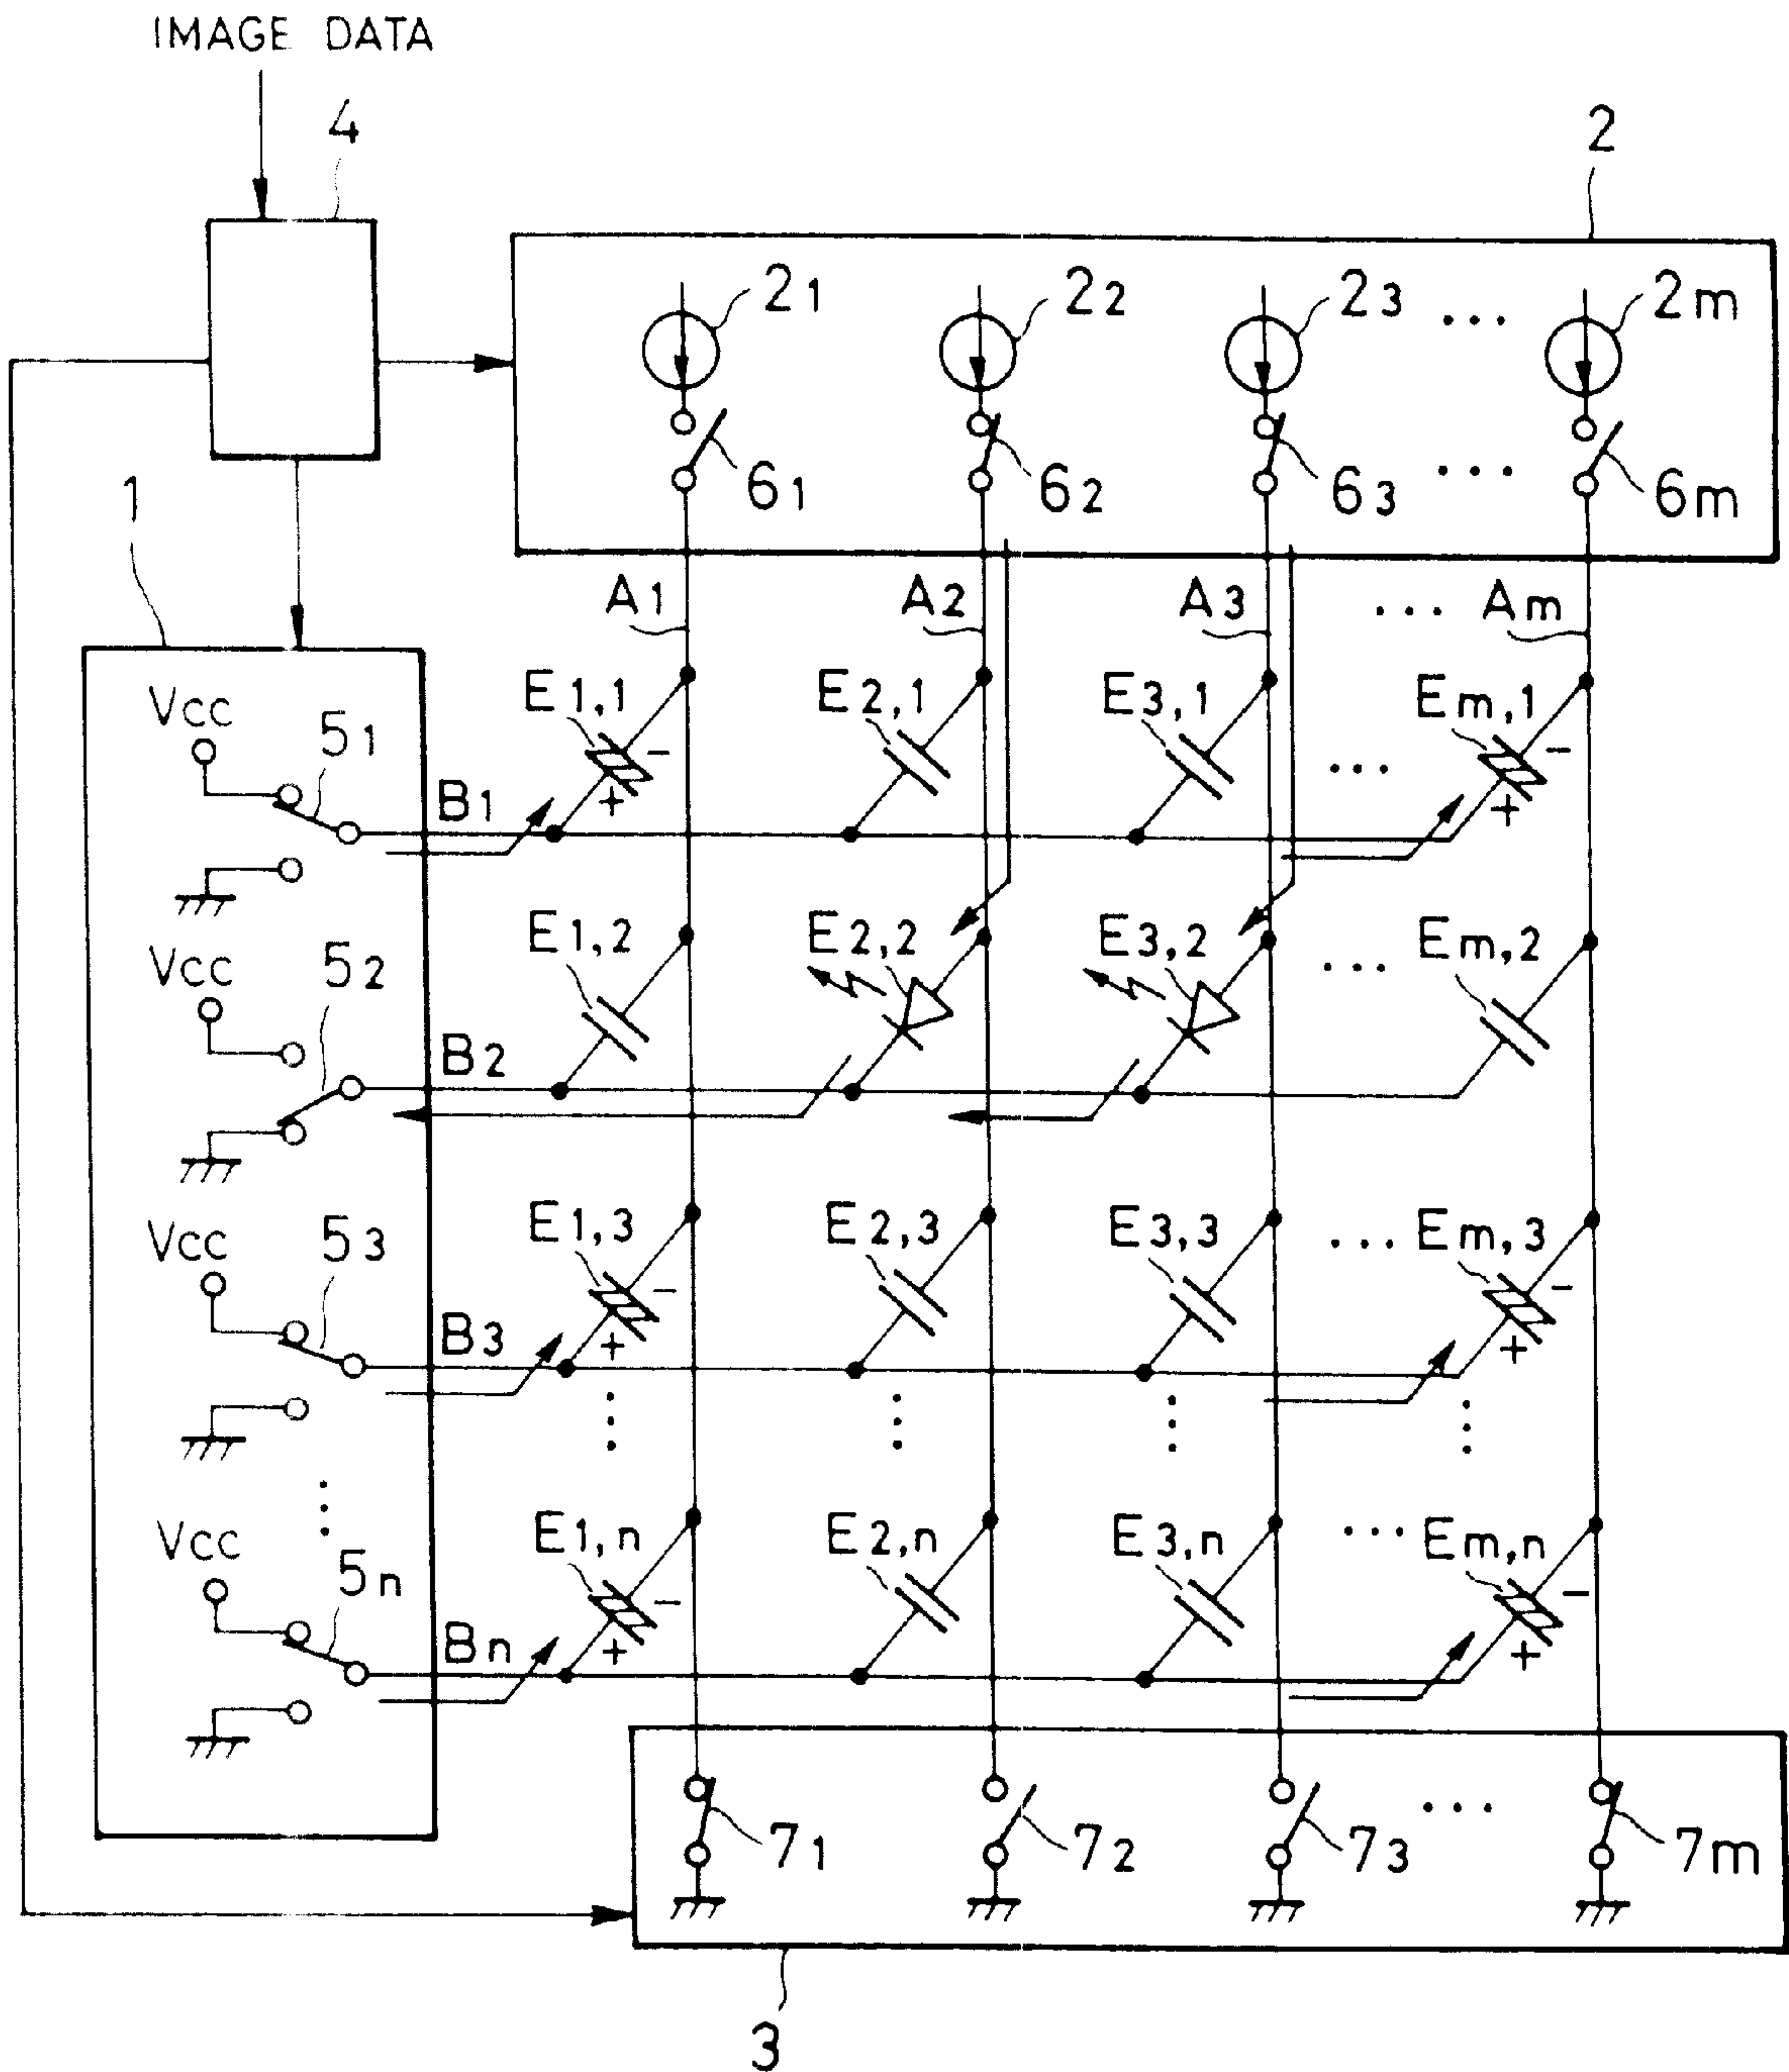 IMAGE DATA
4
2
2₁ 2₂ 2₃ ... 2m
6₁ 6₂ 6₃ ... 6m
1
A₁ A₂ A₃ ... Am
Vcc 5₁
E1,1 E2,1 E3,1 Em,1
- ... -
B₁ + +
Vcc 5₂
E1,2 E2,2 E3,2 ... Em,2
B₂
Vcc 5₃
E1,3 E2,3 E3,3 ... Em,3
- -
B₃ + +
Vcc 5n
E1,n E2,n E3,n ... Em,n
- -
Bn + +
7₁ 7₂ 7₃ ... 7m
3